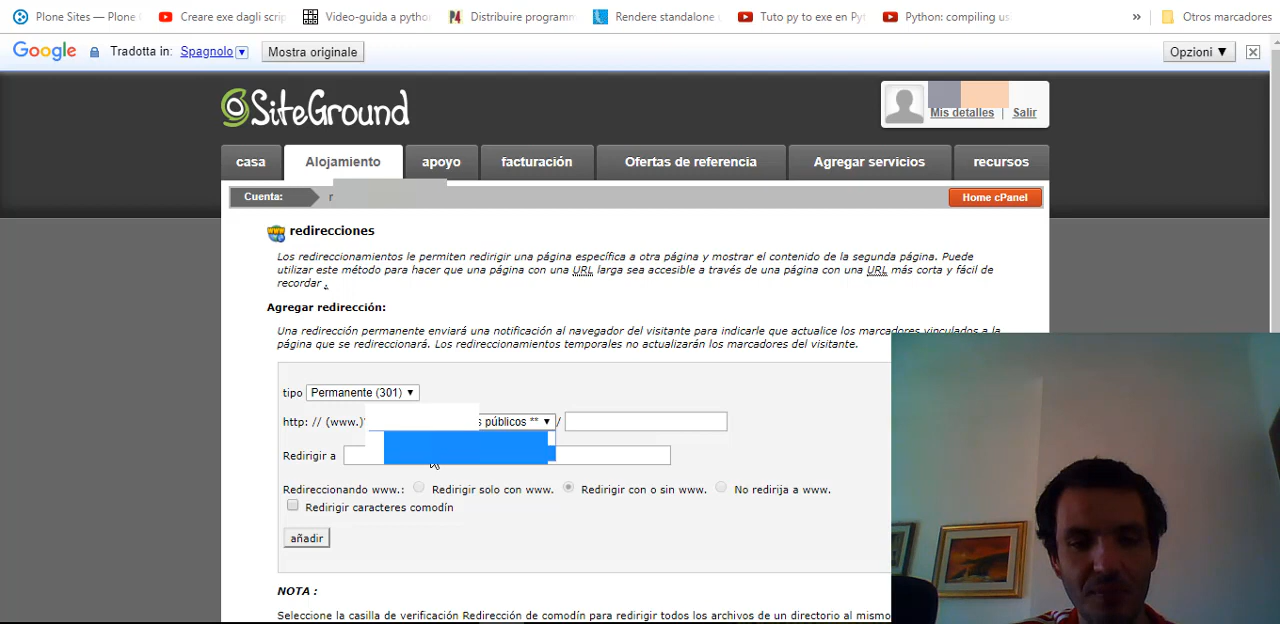 Plone Sites — Plone
Creare exe dagli scrip
Video-guida a python
Distribuire programm
Rendere standalone
Tuto py to exe en Pyt
Python: compiling us
»
Otros marcadores
Google
Tradotta in: Spagnolo ▼
Mostra originale
Opzioni ▼
SiteGround
Mis detalles | Salir
casa
Alojamiento
apoyo
facturación
Ofertas de referencia
Agregar servicios
recursos
Cuenta:
r
Home cPanel
redirecciones
Los redireccionamientos le permiten redirigir una página específica a otra página y mostrar el contenido de la segunda página. Puede
utilizar este método para hacer que una página con una URL larga sea accesible a través de una página con una URL más corta y fácil de
recordar .
Agregar redirección:
Una redirección permanente enviará una notificación al navegador del visitante para indicarle que actualice los marcadores vinculados a la
página que se redireccionará. Los redireccionamientos temporales no actualizarán los marcadores del visitante.
tipo Permanente (301) ▼
http: // (www.) s públicos ** ▼ /
Redirigir a
Redireccionando www.: Redirigir solo con www. Redirigir con o sin www. No redirija a www.
Redirigir caracteres comodín
añadir
NOTA :
Seleccione la casilla de verificación Redirección de comodín para redirigir todos los archivos de un directorio al mismo